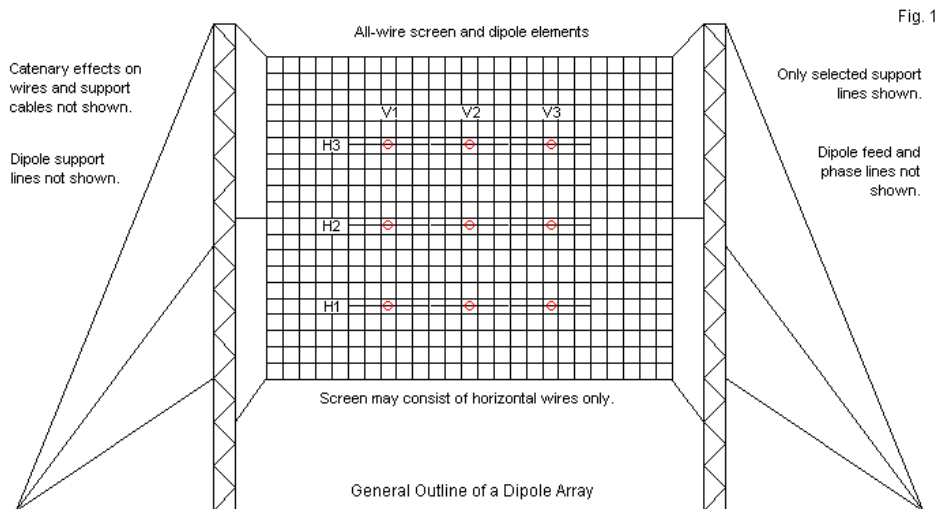 Fig. 1
All-wire screen and dipole elements
Catenary effects on
wires and support
cables not shown.
Dipole support
lines not shown.
Only selected support
lines shown.
Dipole feed and
phase lines not
shown.
V1 V2 V3
H3
H2
H1
Screen may consist of horizontal wires only.
General Outline of a Dipole Array